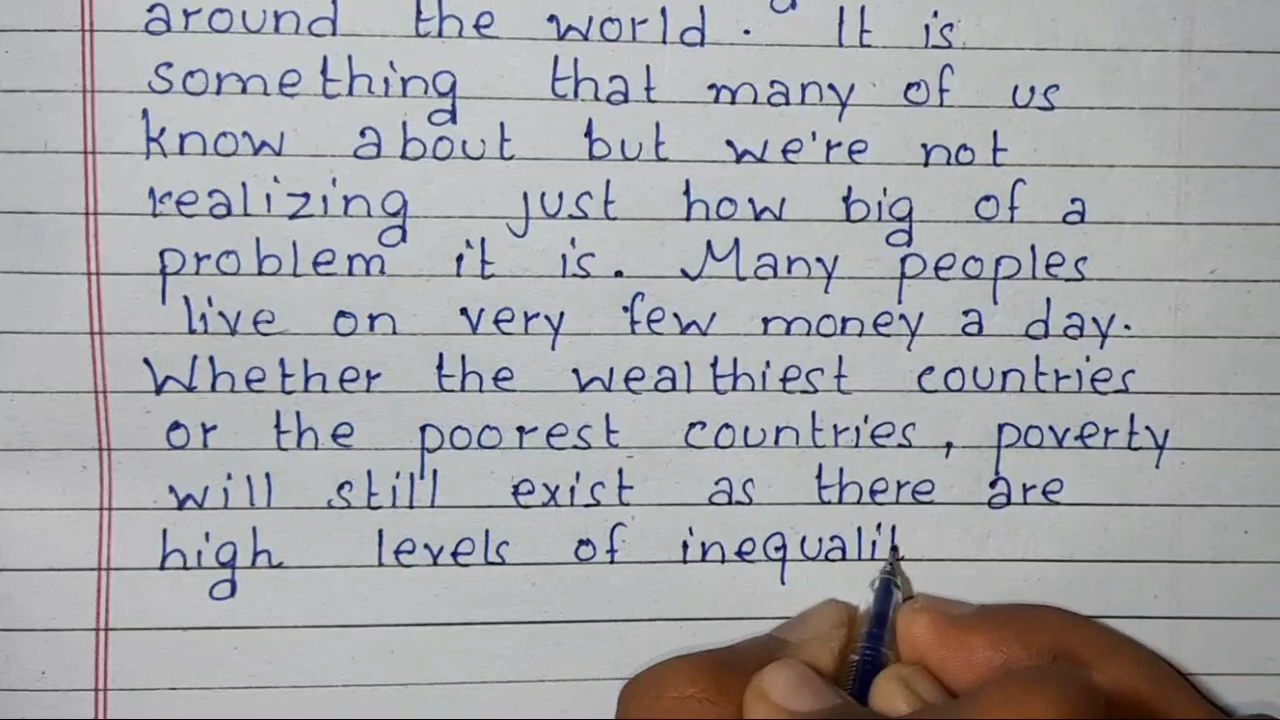 around the world. It is
something that many of us
know about but we're not
realizing just how big of a
problem it is. Many peoples
live on very few money a day.
Whether the wealthiest countries
or the poorest countries, poverty
will still exist as there are
high levels of inequalit